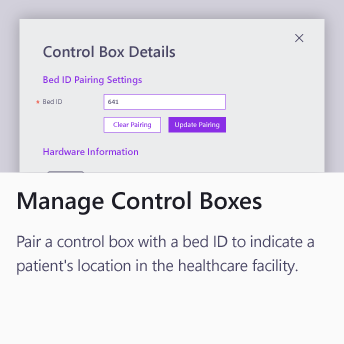 Control Box Details
Bed ID Pairing Settings
* Bed ID
641
Clear Pairing
Update Pairing
Hardware Information
Manage Control Boxes
Pair a control box with a bed ID to indicate a
patient's location in the healthcare facility.